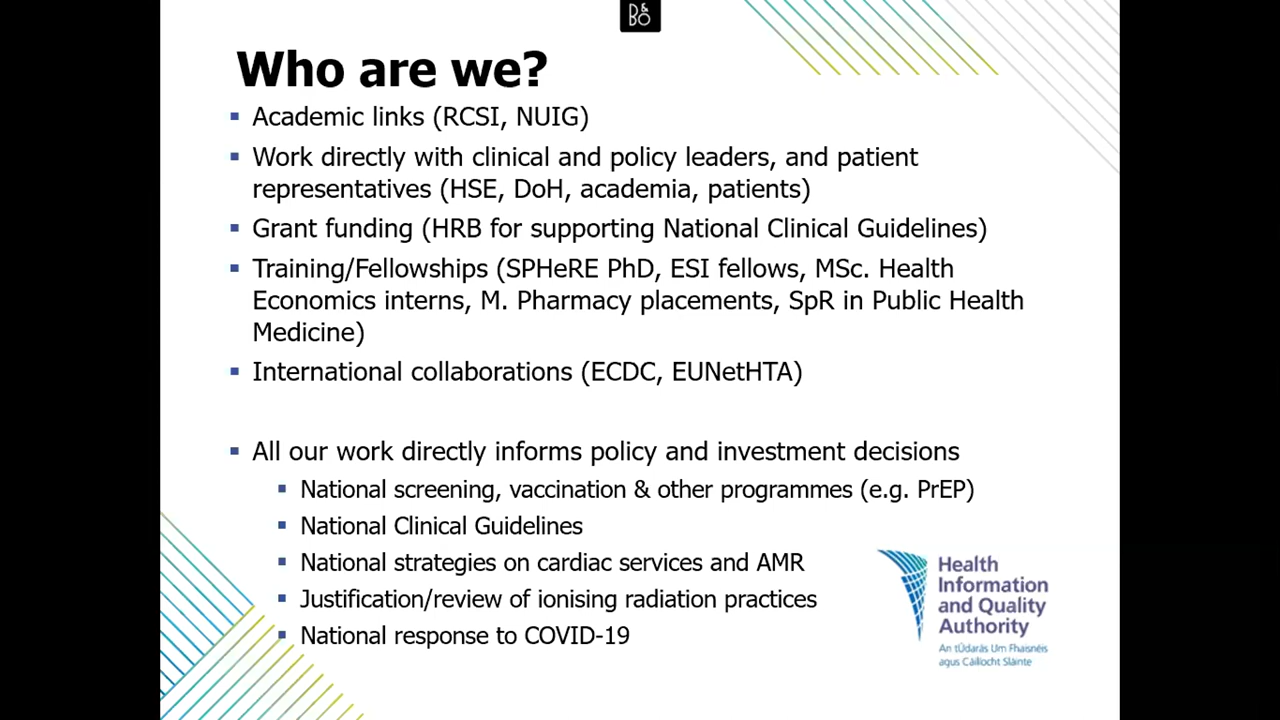 B&
BO
Who are we?
▪ Academic links (RCSI, NUIG)
▪ Work directly with clinical and policy leaders, and patient
representatives (HSE, DoH, academia, patients)
▪ Grant funding (HRB for supporting National Clinical Guidelines)
▪ Training/Fellowships (SPHeRE PhD, ESI fellows, MSc. Health
Economics interns, M. Pharmacy placements, SpR in Public Health
Medicine)
▪ International collaborations (ECDC, EUNetHTA)
▪ All our work directly informs policy and investment decisions
▪ National screening, vaccination & other programmes (e.g. PrEP)
▪ National Clinical Guidelines
▪ National strategies on cardiac services and AMR
▪ Justification/review of ionising radiation practices
▪ National response to COVID-19
Health
Information
and Quality
Authority
An tÚdarás Um Fhaisnéis
agus Cáilíocht Sláinte